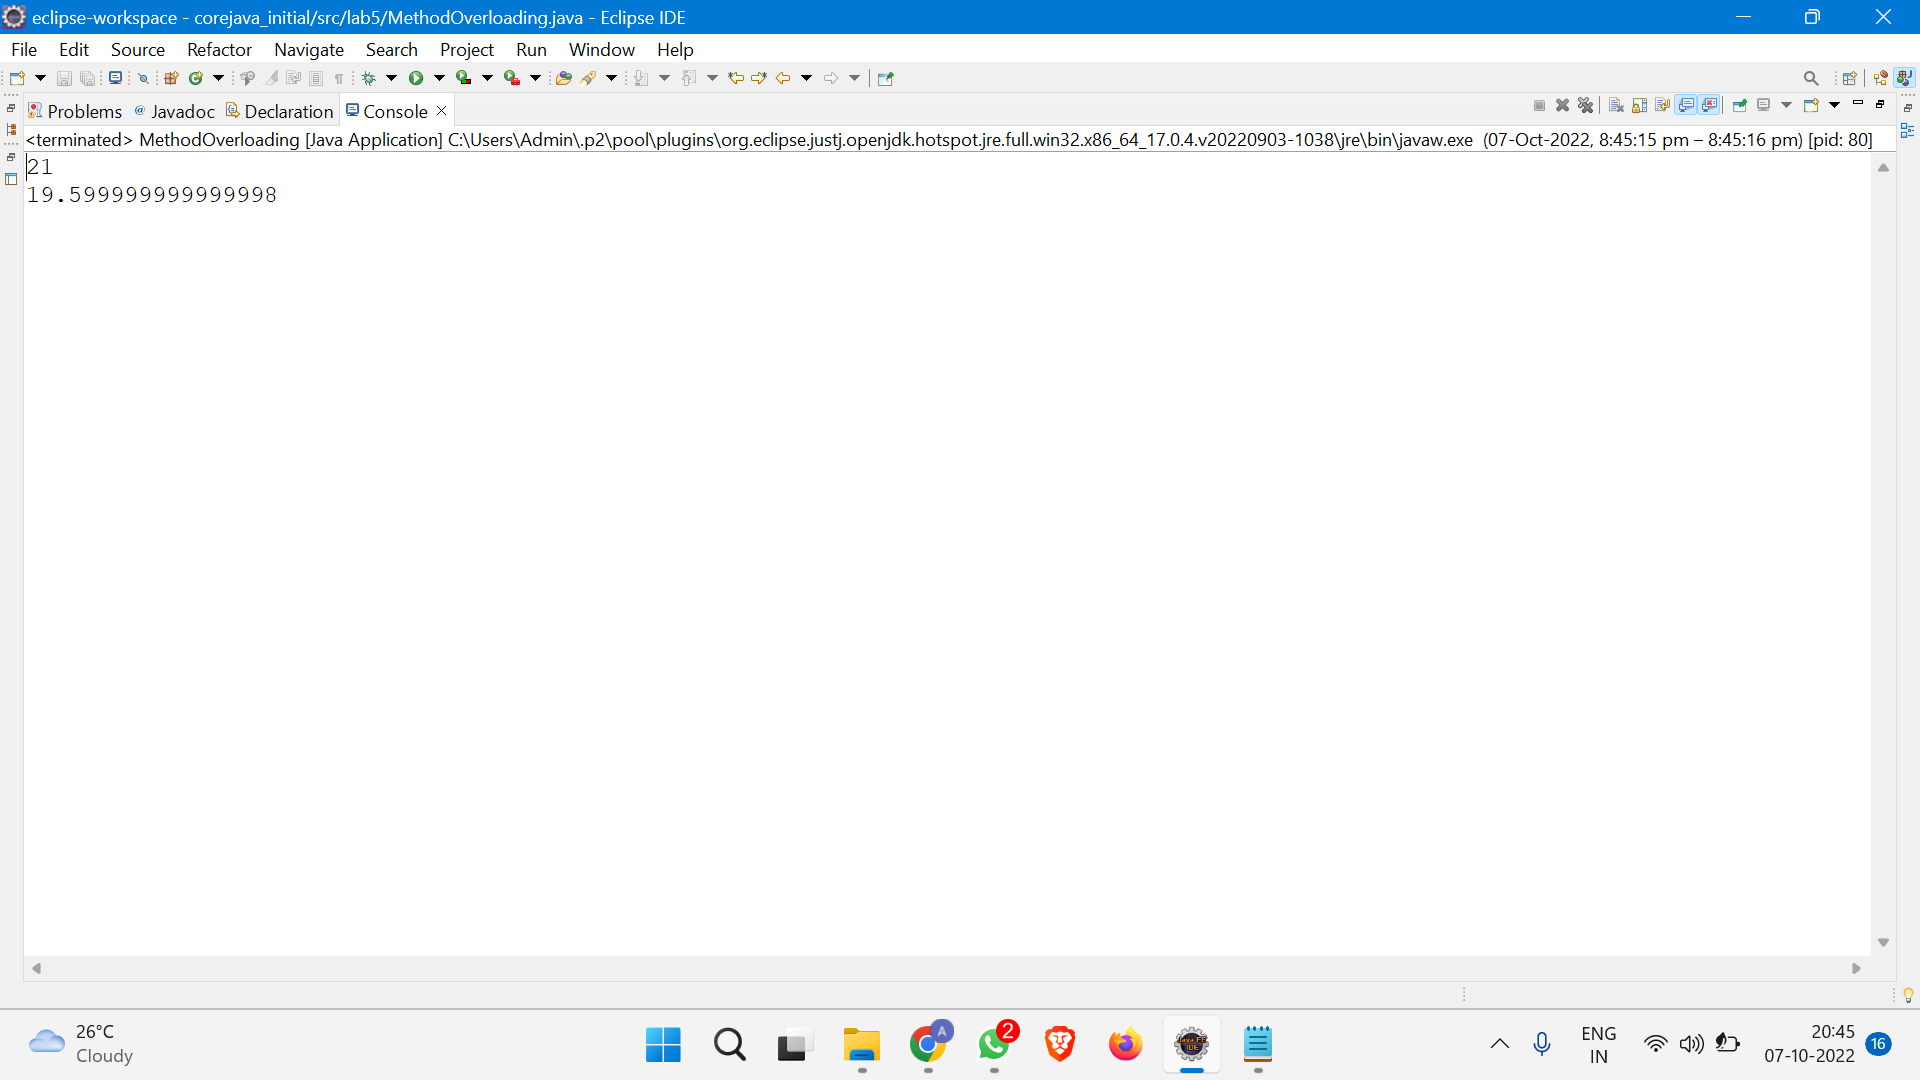 eclipse-workspace - corejava_initial/src/lab5/MethodOverloading.java - Eclipse IDE
File Edit Source Refactor Navigate Search Project Run Window Help
Problems @ Javadoc Declaration Console
<terminated> MethodOverloading [Java Application] C:\Users\Admin\.p2\pool\plugins\org.eclipse.justj.openjdk.hotspot.jre.full.win32.x86_64_17.0.4.v20220903-1038\jre\bin\javaw.exe (07-Oct-2022, 8:45:15 pm – 8:45:16 pm) [pid: 80]
21
19.599999999999998
26°C
Cloudy
A
2
Java EE
IDE
ENG
IN
20:45
07-10-2022
16